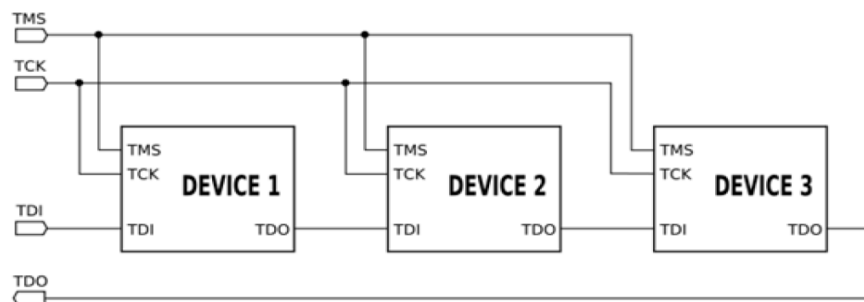 TMS
TCK
TMS
TCK
DEVICE 1
TDI
TDO
TMS
TCK
DEVICE 2
TDI
TDO
TMS
TCK
DEVICE 3
TDI
TDO
TDI
TDO